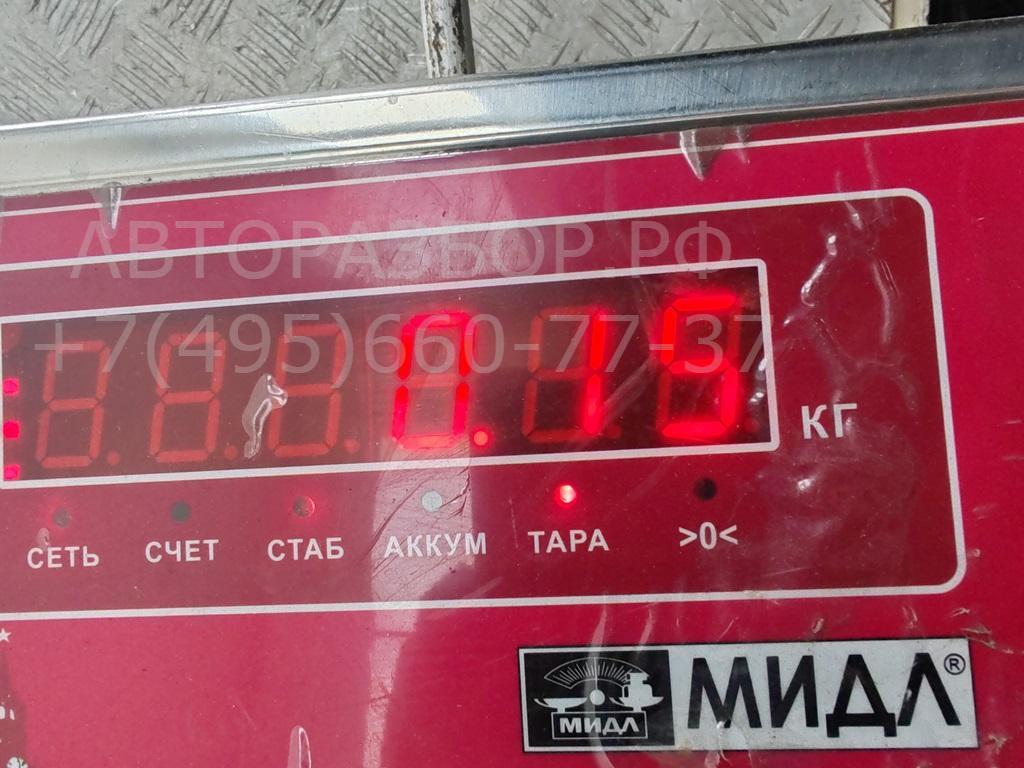 АВТОРАЗБОР.РФ
+7(495)660-77-37
0.15
КГ
СЕТЬ СЧЕТ СТАБ АККУМ ТАРА >0<
МИДЛ МИДЛ®